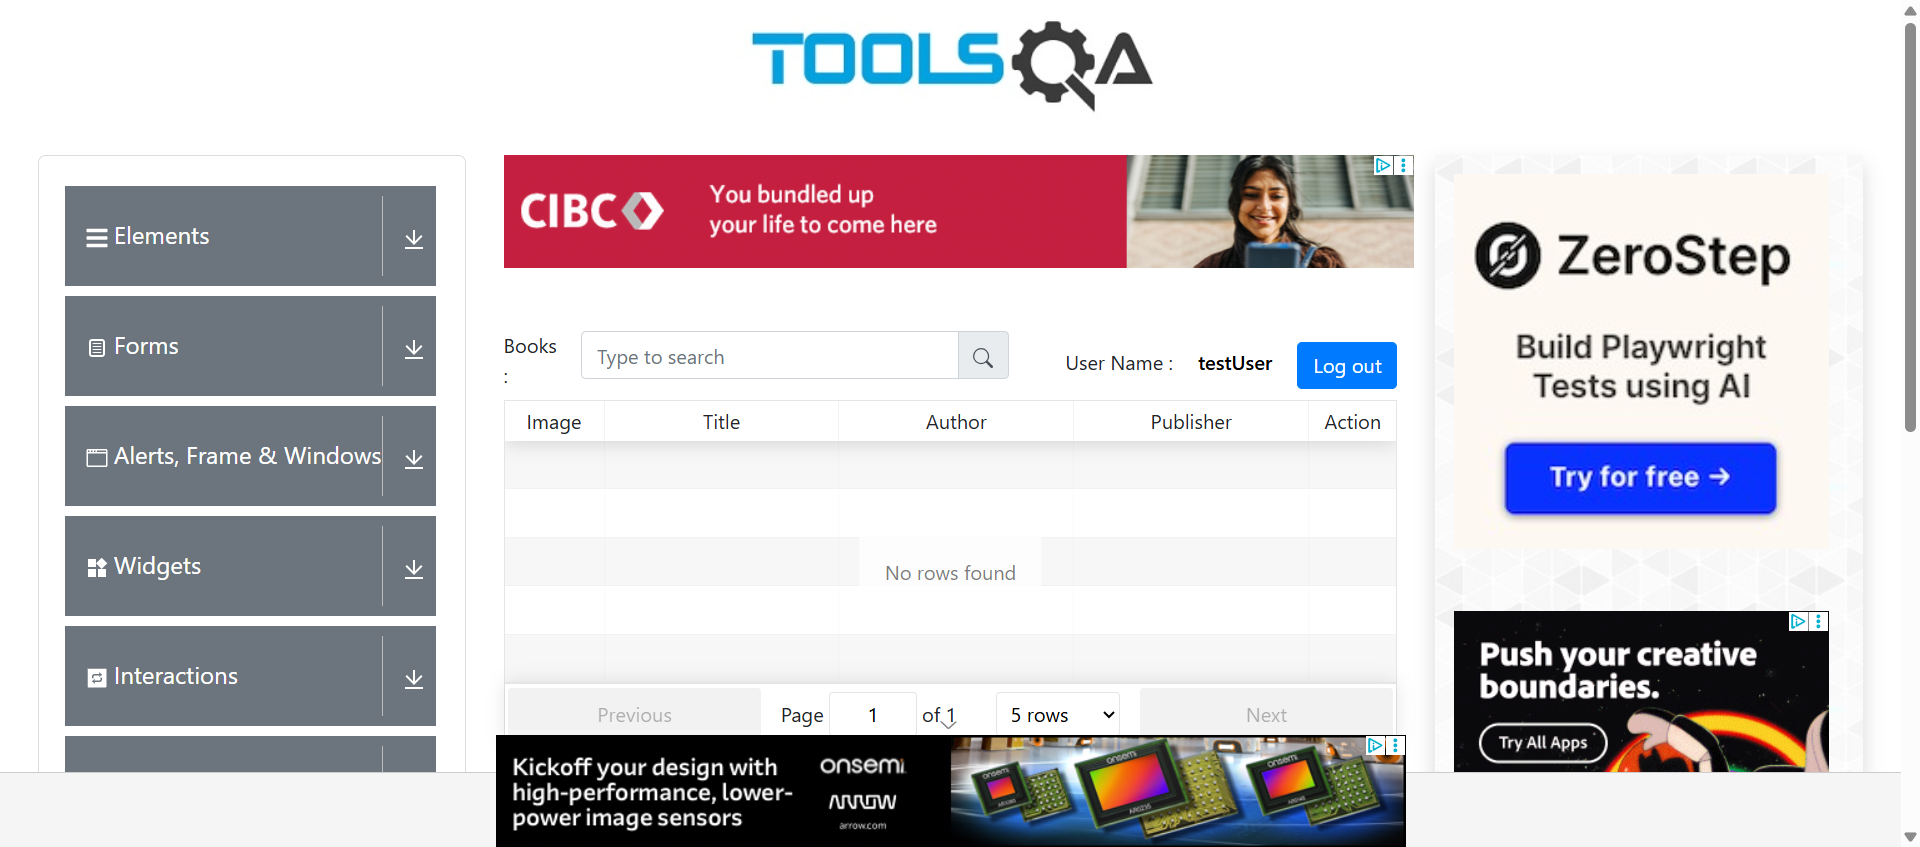 TOOLSQA
Elements
Forms
Alerts, Frame & Windows
Widgets
Interactions
CIBC
You bundled up
your life to come here
Books
:
Type to search
User Name :
testUser
Log out
Image
Title
Author
Publisher
Action
No rows found
Previous
Page
1
of 1
5 rows
Next
Kickoff your design with
high-performance, lower-
power image sensors
onsemi
ARROW
arrow.com
onsemi
onsemi
onsemi
ZeroStep
Build Playwright
Tests using AI
Try for free →
Push your creative
boundaries.
Try All Apps